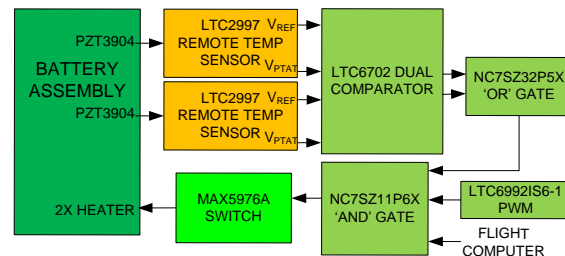 PZT3904
BATTERY
ASSEMBLY
PZT3904
2X HEATER
LTC2997 VREF
REMOTE TEMP
SENSOR VPTAT
LTC2997 VREF
REMOTE TEMP
SENSOR VPTAT
LTC6702 DUAL
COMPARATOR
NC7SZ32P5X
‘OR’ GATE
MAX5976A
SWITCH
NC7SZ11P6X
‘AND’ GATE
LTC6992IS6-1
PWM
FLIGHT
COMPUTER